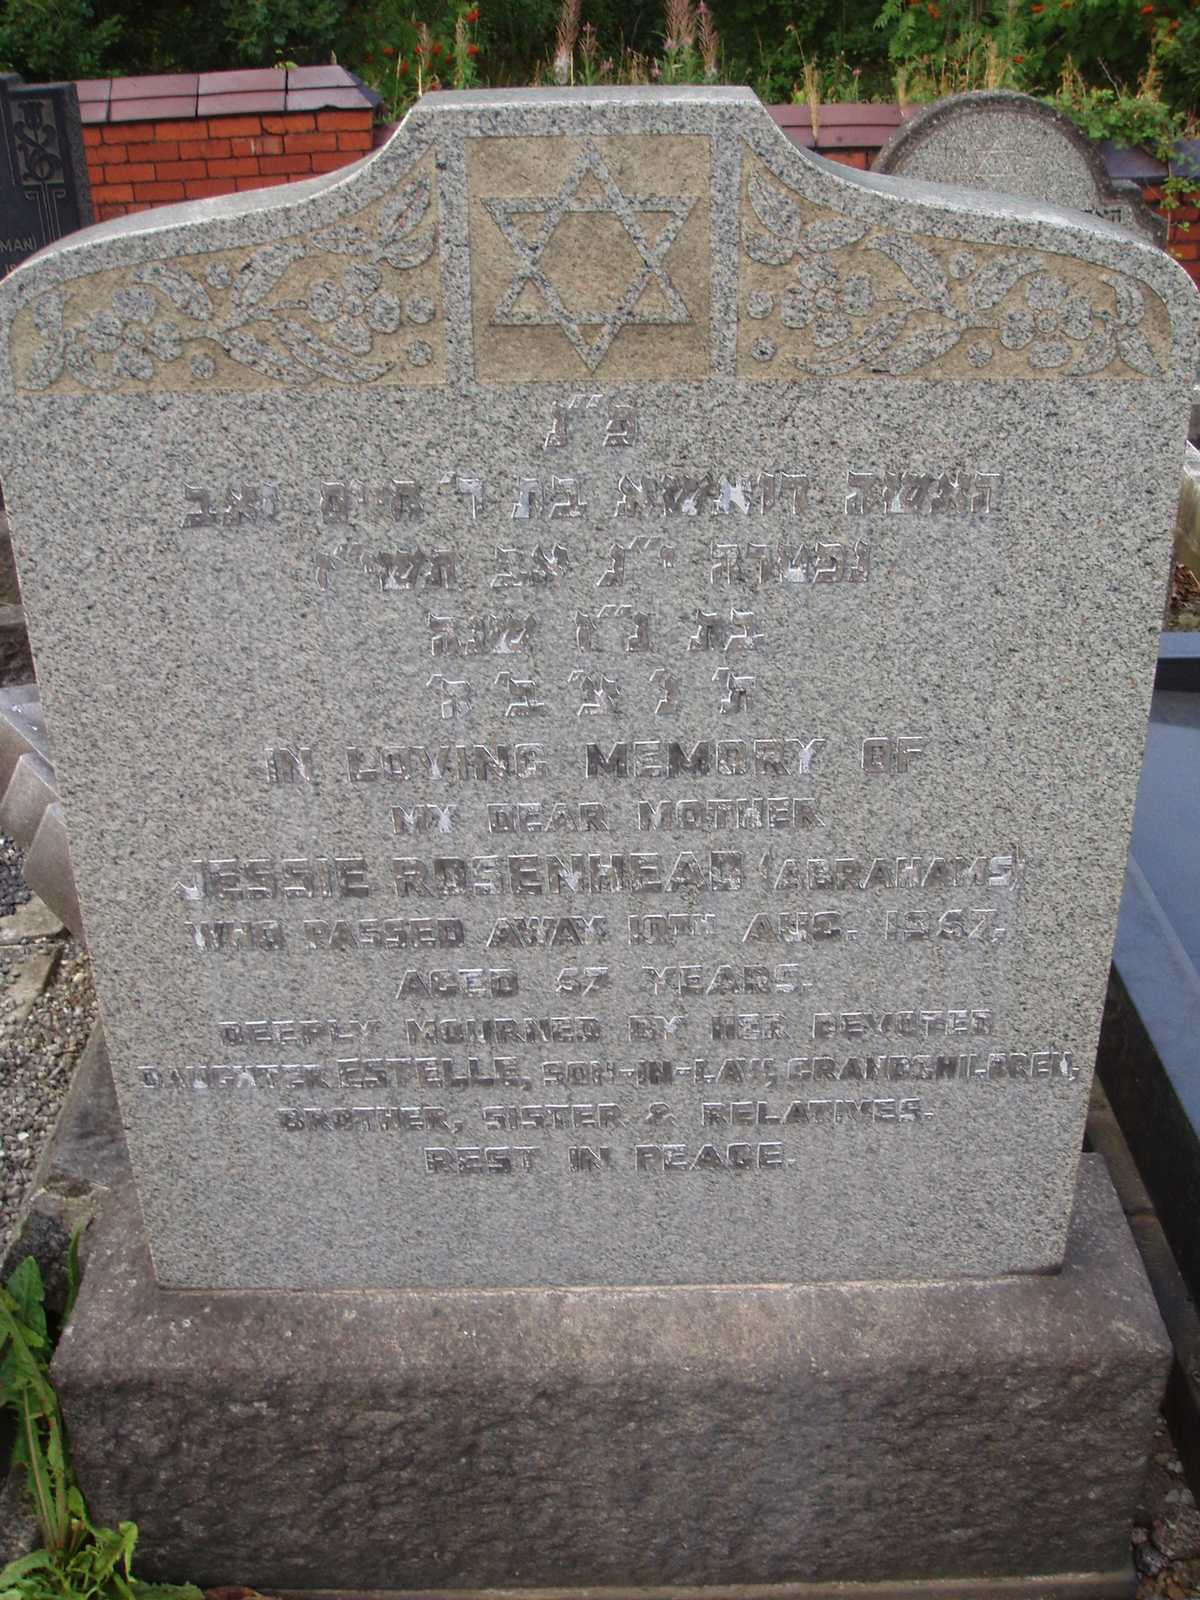 פ"נ
האשה בת ר' חיים זאב
נפטרה י"ג אב תשי"ז
בת נ"ז שנה
ת' נ' צ' ב' ה'
IN LOVING MEMORY OF
MY DEAR MOTHER
JESSIE ROSENHEAD (ABRAHAMS)
WHO PASSED AWAY 10TH AUG. 1957,
AGED 57 YEARS.
DEEPLY MOURNED BY HER DEVOTED
DAUGHTER ESTELLE, SON-IN-LAW, GRANDCHILDREN,
BROTHER, SISTER & RELATIVES.
REST IN PEACE.